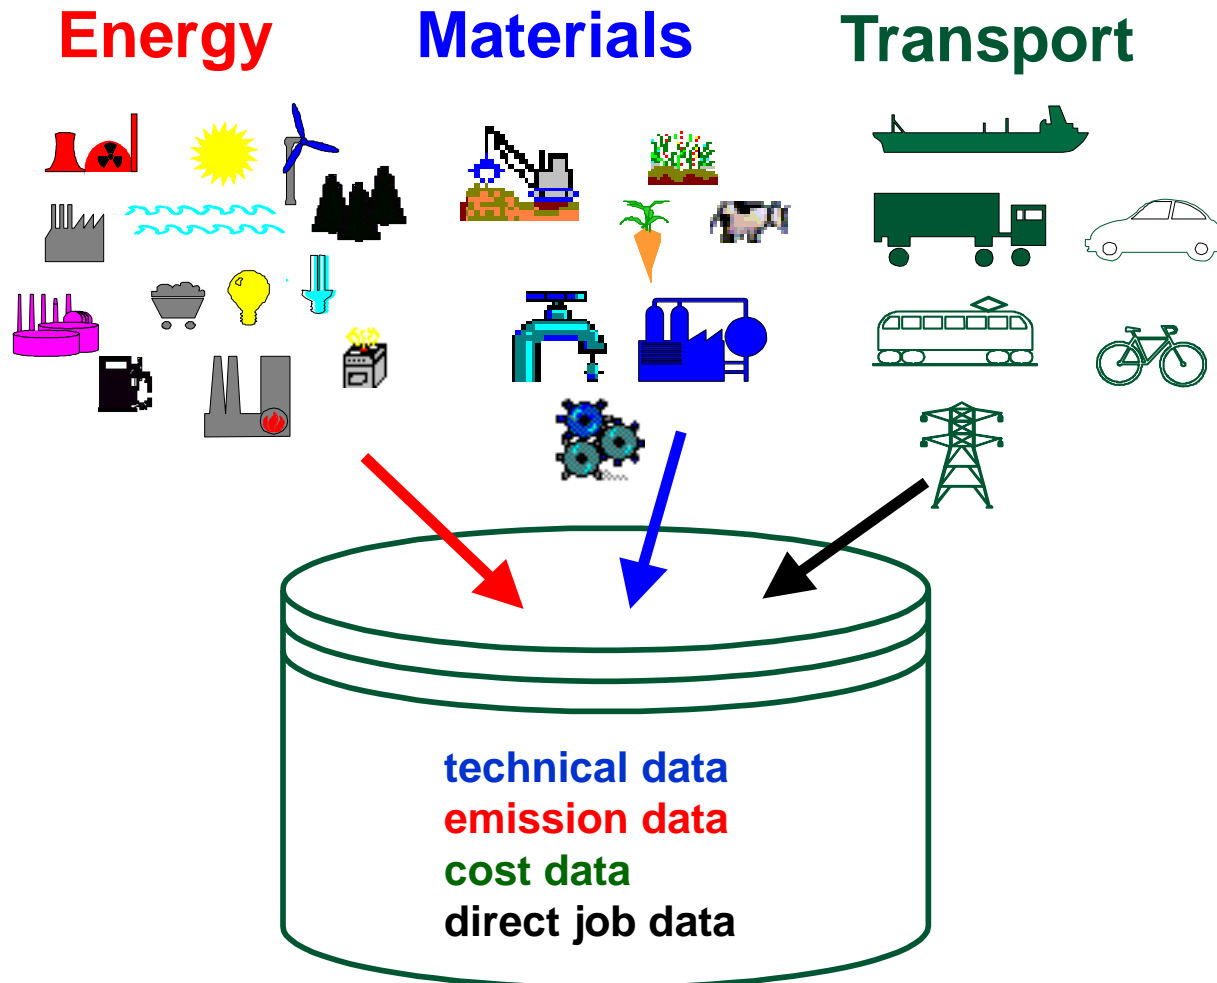 Energy
Materials
Transport
technical data
emission data
cost data
direct job data